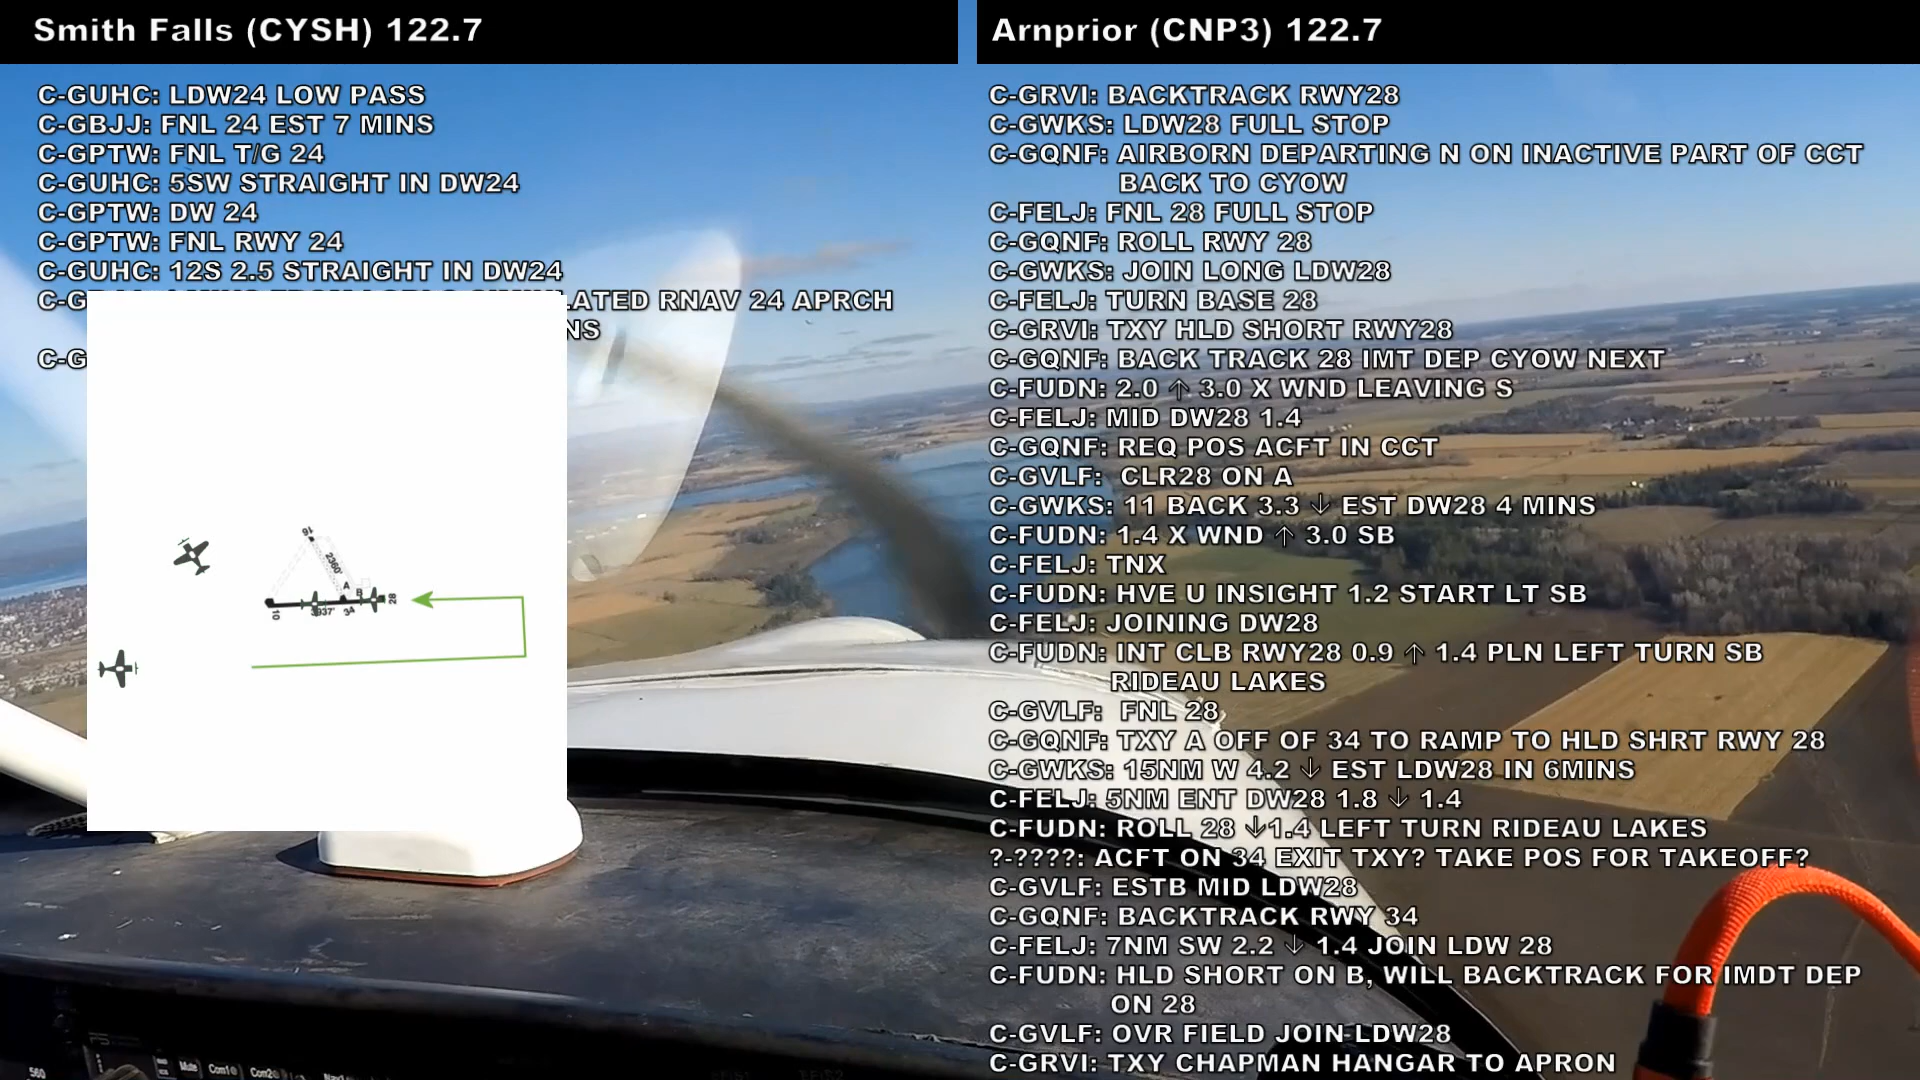 Smith Falls (CYSH) 122.7
C-GUHC: LDW24 LOW PASS
C-GBJJ: FNL 24 EST 7 MINS
C-GPTW: FNL T/G 24
C-GUHC: 5SW STRAIGHT IN DW24
C-GPTW: DW 24
C-GPTW: FNL RWY 24
C-GUHC: 12S 2.5 STRAIGHT IN DW24
RNAV 24 APRCH
C-G
16
2360'
A
B
28
10
3937'
34
560
Mute
Com1
Com2
Nav1
Arnprior (CNP3) 122.7
C-GRVI: BACKTRACK RWY28
C-GWKS: LDW28 FULL STOP
C-GQNF: AIRBORN DEPARTING N ON INACTIVE PART OF CCT
BACK TO CYOW
C-FELJ: FNL 28 FULL STOP
C-GQNF: ROLL RWY 28
C-GWKS: JOIN LONG LDW28
C-FELJ: TURN BASE 28
C-GRVI: TXY HLD SHORT RWY28
C-GQNF: BACK TRACK 28 IMT DEP CYOW NEXT
C-FUDN: 2.0 ↑ 3.0 X WND LEAVING S
C-FELJ: MID DW28 1.4
C-GQNF: REQ POS ACFT IN CCT
C-GVLF: CLR28 ON A
C-GWKS: 11 BACK 3.3 ↓ EST DW28 4 MINS
C-FUDN: 1.4 X WND ↑ 3.0 SB
C-FELJ: TNX
C-FUDN: HVE U INSIGHT 1.2 START LT SB
C-FELJ: JOINING DW28
C-FUDN: INT CLB RWY28 0.9 ↑ 1.4 PLN LEFT TURN SB
RIDEAU LAKES
C-GVLF: FNL 28
C-GQNF: TXY A OFF OF 34 TO RAMP TO HLD SHRT RWY 28
C-GWKS: 15NM W 4.2 ↓ EST LDW28 IN 6MINS
C-FELJ: 5NM ENT DW28 1.8 ↓ 1.4
C-FUDN: ROLL 28 ↓1.4 LEFT TURN RIDEAU LAKES
?-????: ACFT ON 34 EXIT TXY? TAKE POS FOR TAKEOFF?
C-GVLF: ESTB MID LDW28
C-GQNF: BACKTRACK RWY 34
C-FELJ: 7NM SW 2.2 ↓ 1.4 JOIN LDW 28
C-FUDN: HLD SHORT ON B, WILL BACKTRACK FOR IMDT DEP
ON 28
C-GVLF: OVR FIELD JOIN LDW28
C-GRVI: TXY CHAPMAN HANGAR TO APRON